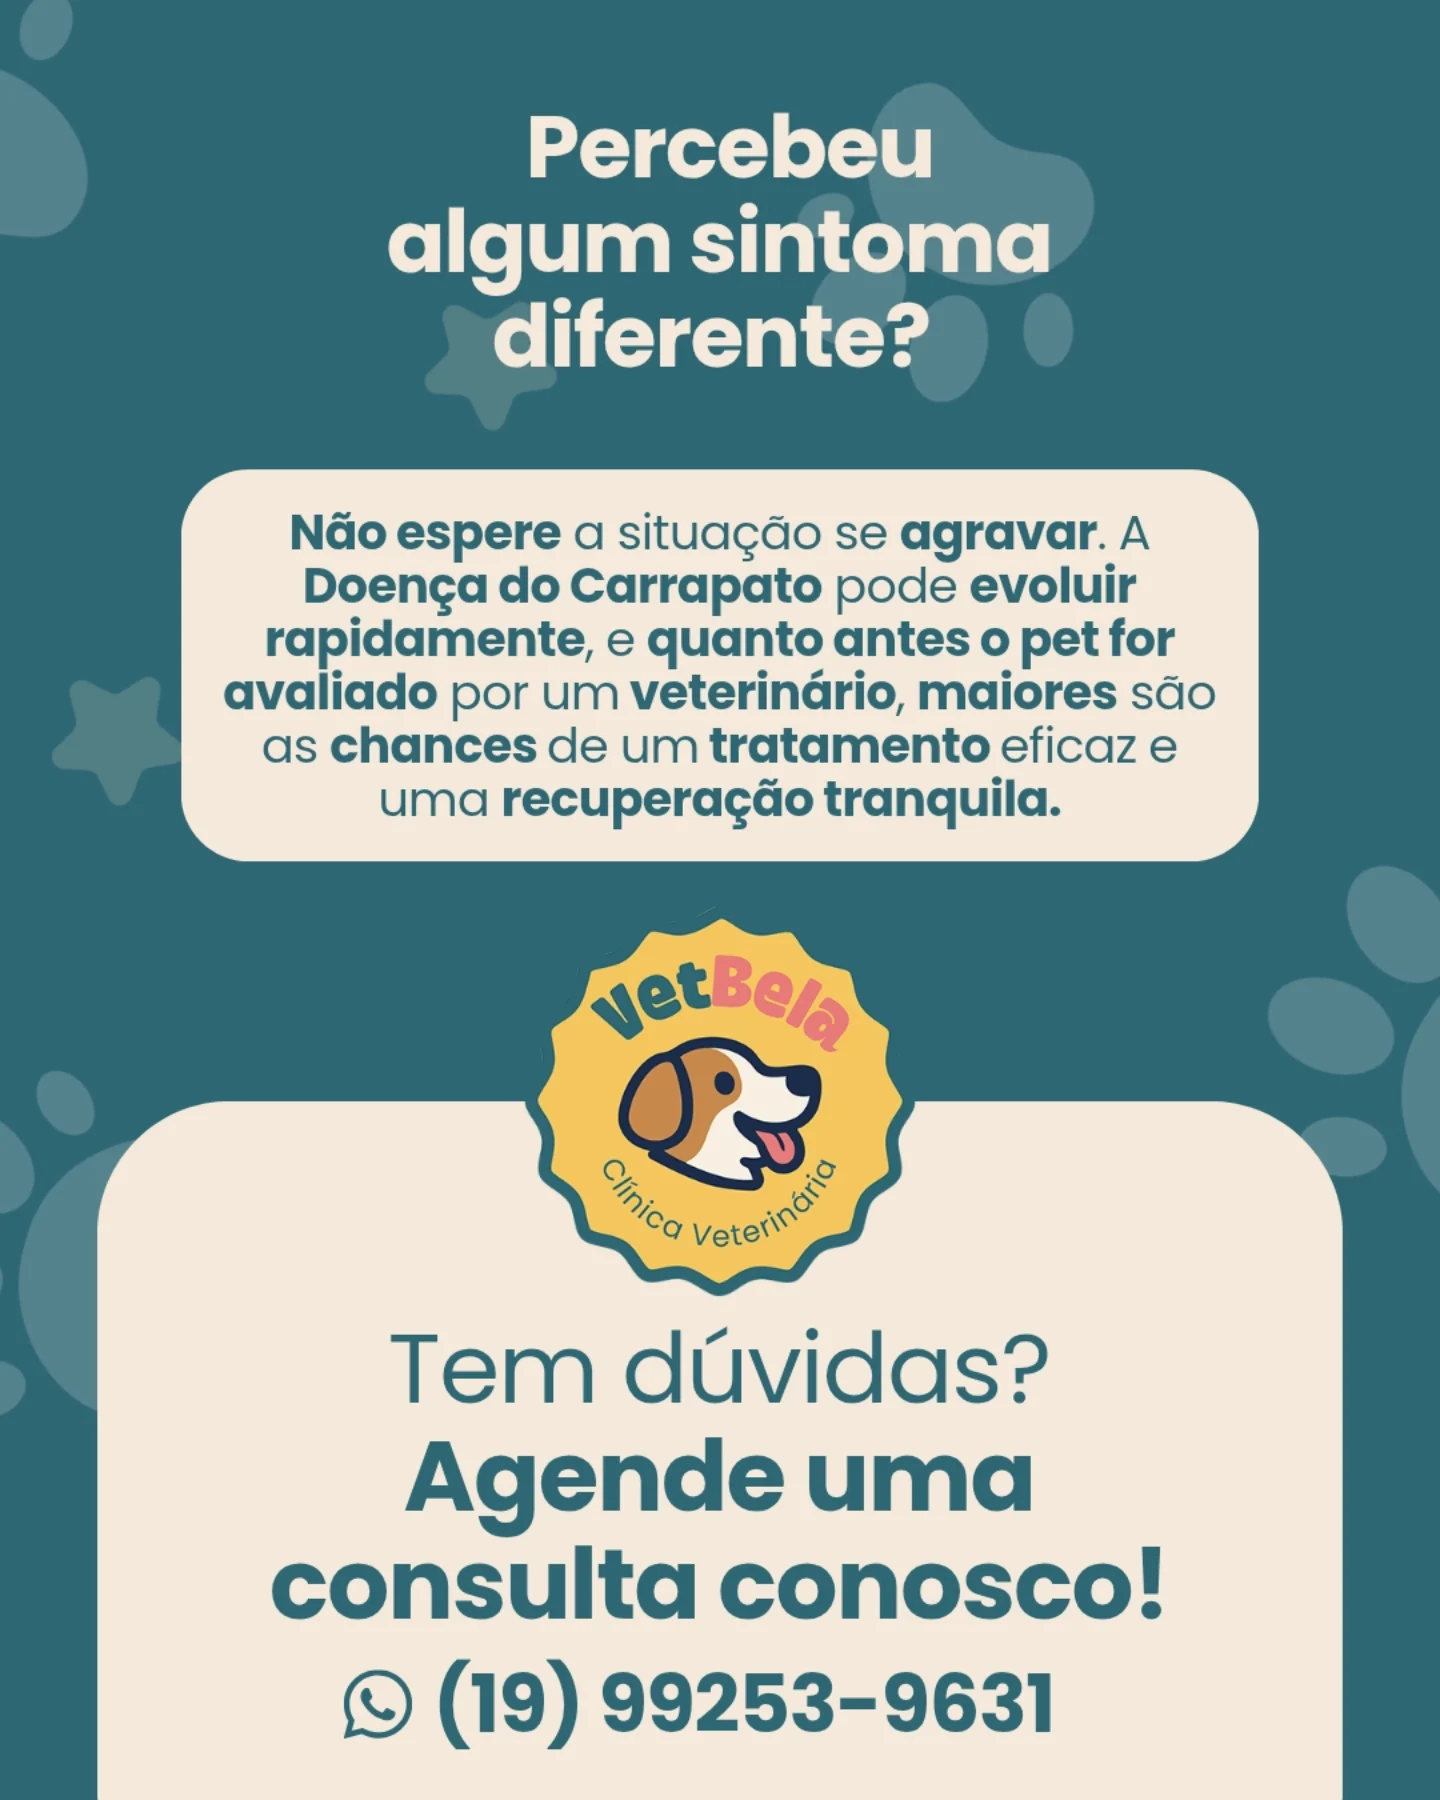 Percebeu
algum sintoma
diferente?
Não espere a situação se agravar. A
Doença do Carrapato pode evoluir
rapidamente, e quanto antes o pet for
avaliado por um veterinário, maiores são
as chances de um tratamento eficaz e
uma recuperação tranquila.
VetBela
Clínica Veterinária
Tem dúvidas?
Agende uma
consulta conosco!
(19) 99253-9631